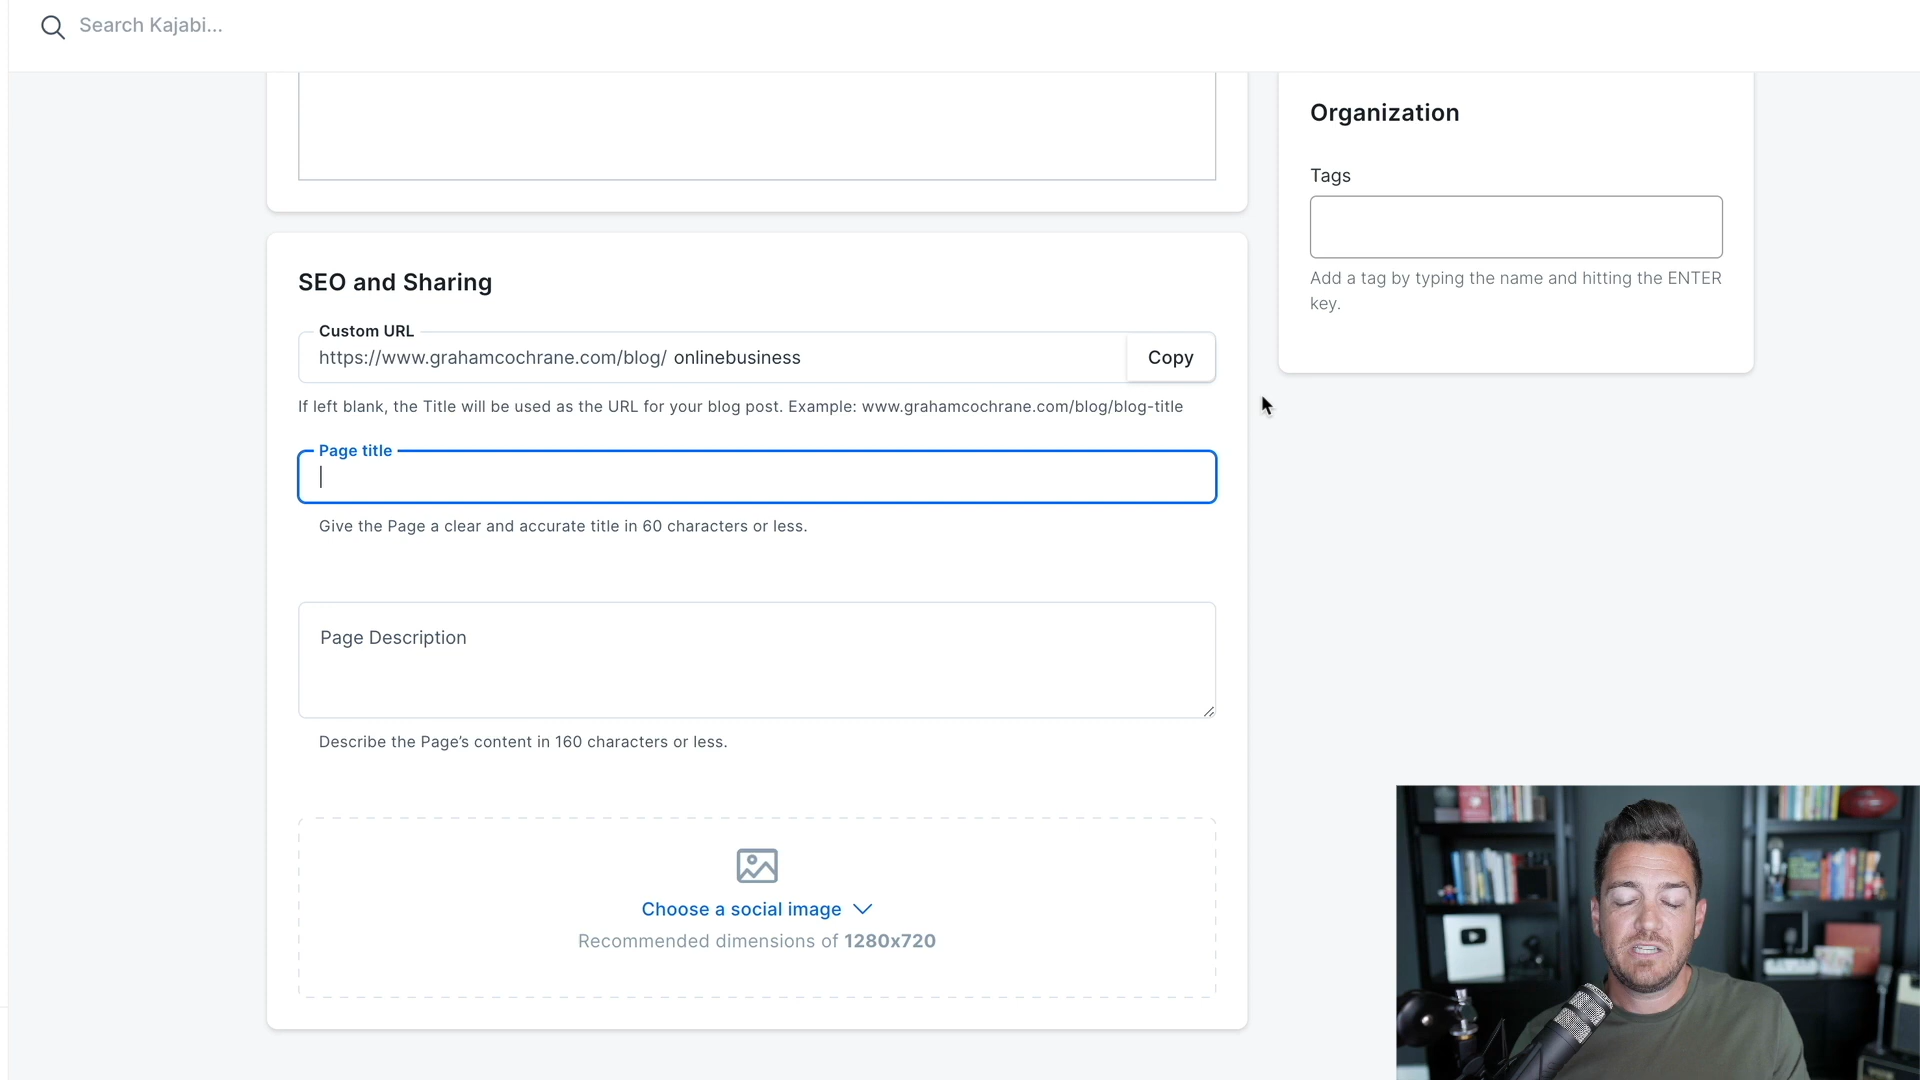 Search Kajabi...
Organization
Tags
Add a tag by typing the name and hitting the ENTER
key.
SEO and Sharing
Custom URL
https://www.grahamcochrane.com/blog/ onlinebusiness
Copy
If left blank, the Title will be used as the URL for your blog post. Example: www.grahamcochrane.com/blog/blog-title
Page title
Give the Page a clear and accurate title in 60 characters or less.
Page Description
Describe the Page’s content in 160 characters or less.
Choose a social image
Recommended dimensions of 1280x720